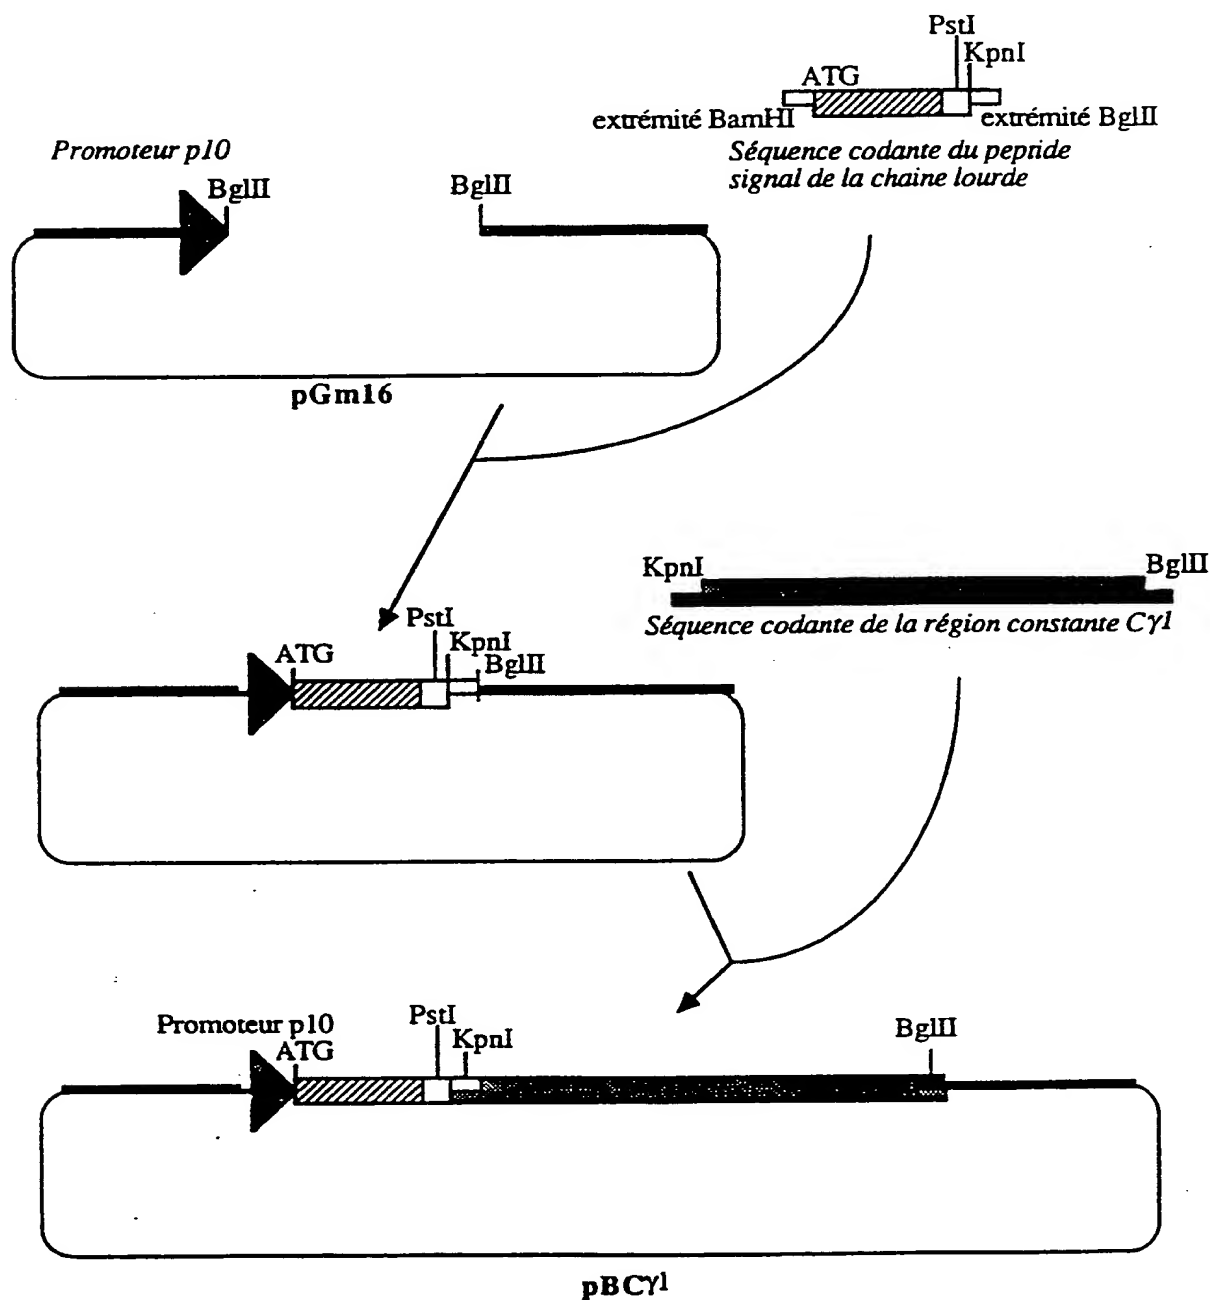 PstI
KpnI
ATG
extrémité BamHI
extrémité BglII
Promoteur p10
Séquence codante du peptide
signal de la chaine lourde
BglII
BglII
pGm16
KpnI
BglII
Séquence codante de la région constante Cγ1
PstI
KpnI
ATG
BglII
Promoteur p10
PstI
KpnI
ATG
BglII
pBCγ1